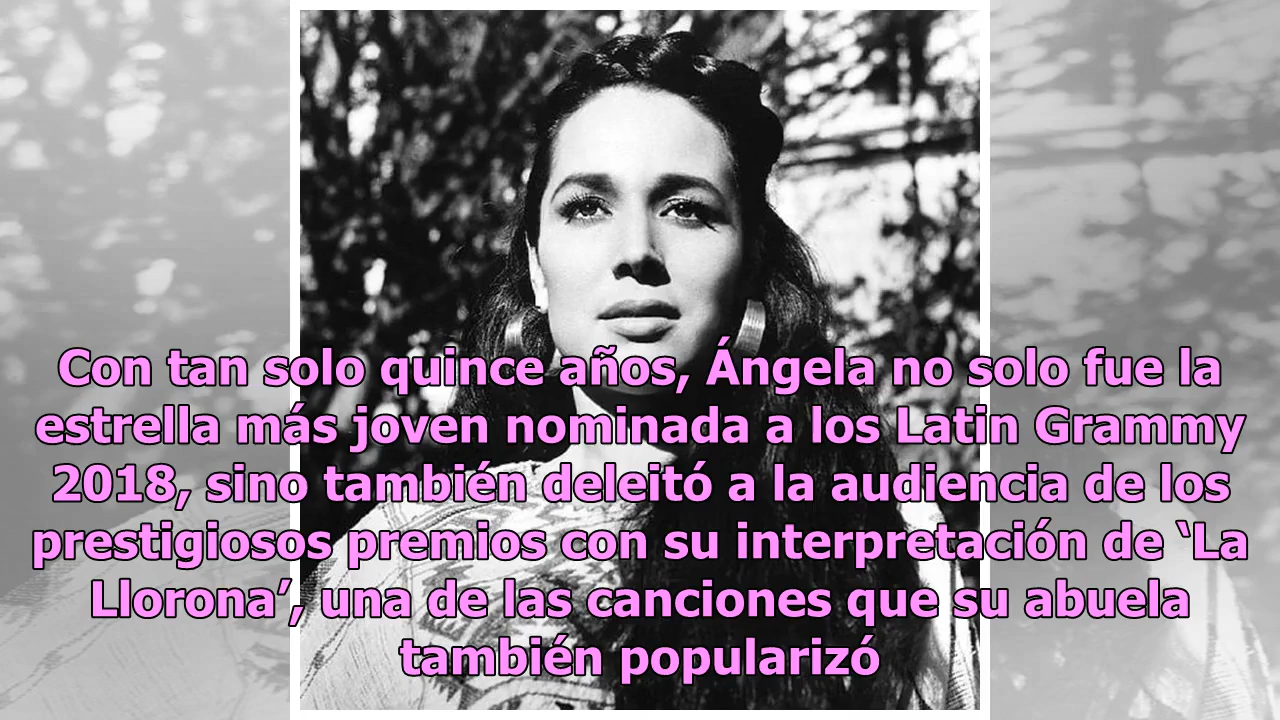 Con tan solo quince años, Ángela no solo fue la
estrella más joven nominada a los Latin Grammy
2018, sino también deleitó a la audiencia de los
prestigiosos premios con su interpretación de ‘La
Llorona’, una de las canciones que su abuela
también popularizó